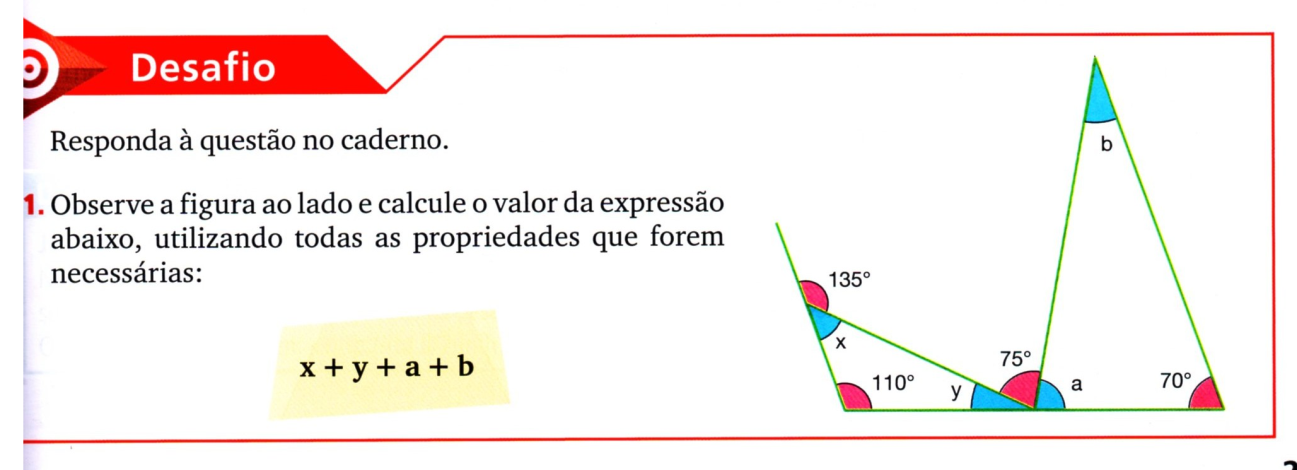 Desafio
Responda à questão no caderno.
1. Observe a figura ao lado e calcule o valor da expressão
abaixo, utilizando todas as propriedades que forem
necessárias:
x + y + a + b
b
135°
x
110°
y
75°
a
70°